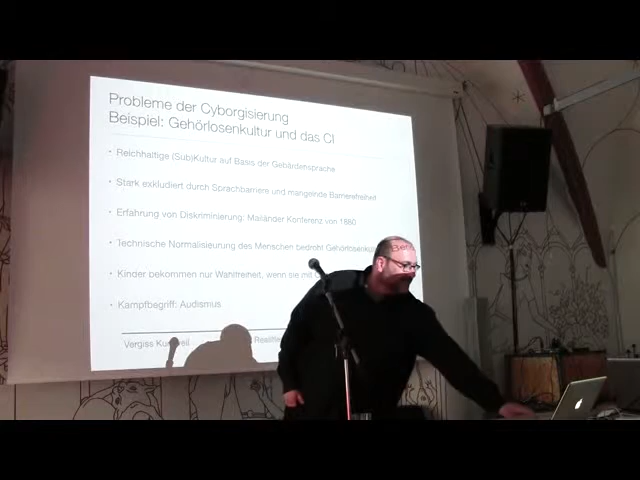 Probleme der Cyborgisierung
Beispiel: Gehörlosenkultur und das CI
· Reichhaltige (Sub)Kultur auf Basis der Gebärdensprache
· Stark exkludiert durch Sprachbarriere und mangelnde Barrierefreiheit
· Erfahrung von Diskriminierung: Mailänder Konferenz von 1880
· Technische Normalisierung des Menschen bedroht
· Kinder bekommen nur Wahlfreiheit, wenn sie mit
· Kampfbegriff: Audismus
Vergiss